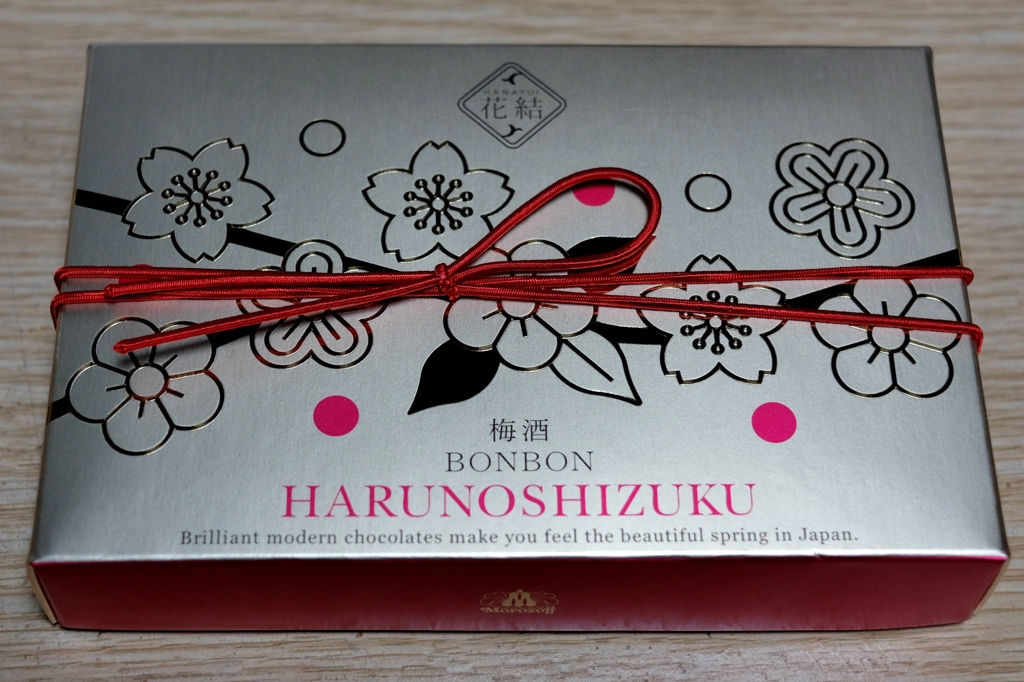 HANAYUI
花結
梅酒
BONBON
HARUNOSHIZUKU
Brilliant modern chocolates make you feel the beautiful spring in Japan.
Morozoff